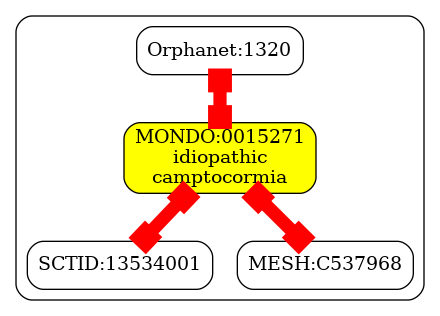 Orphanet:1320
MONDO:0015271
idiopathic
camptocormia
SCTID:13534001
MESH:C537968